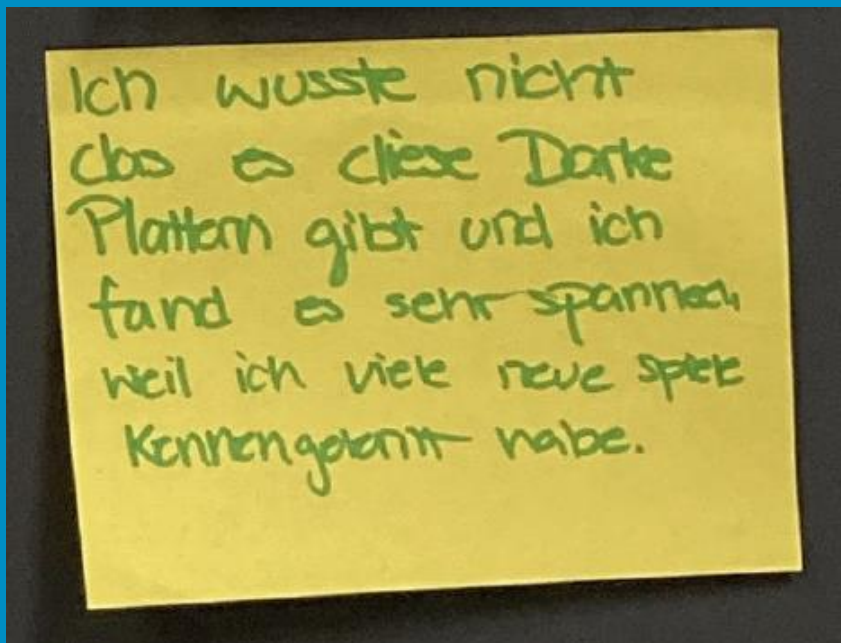 Ich wusste nicht
das es diese Darke
Plattern gibt und ich
fand es sehr spannend,
weil ich viele neue spiele
Kennengelernt habe.